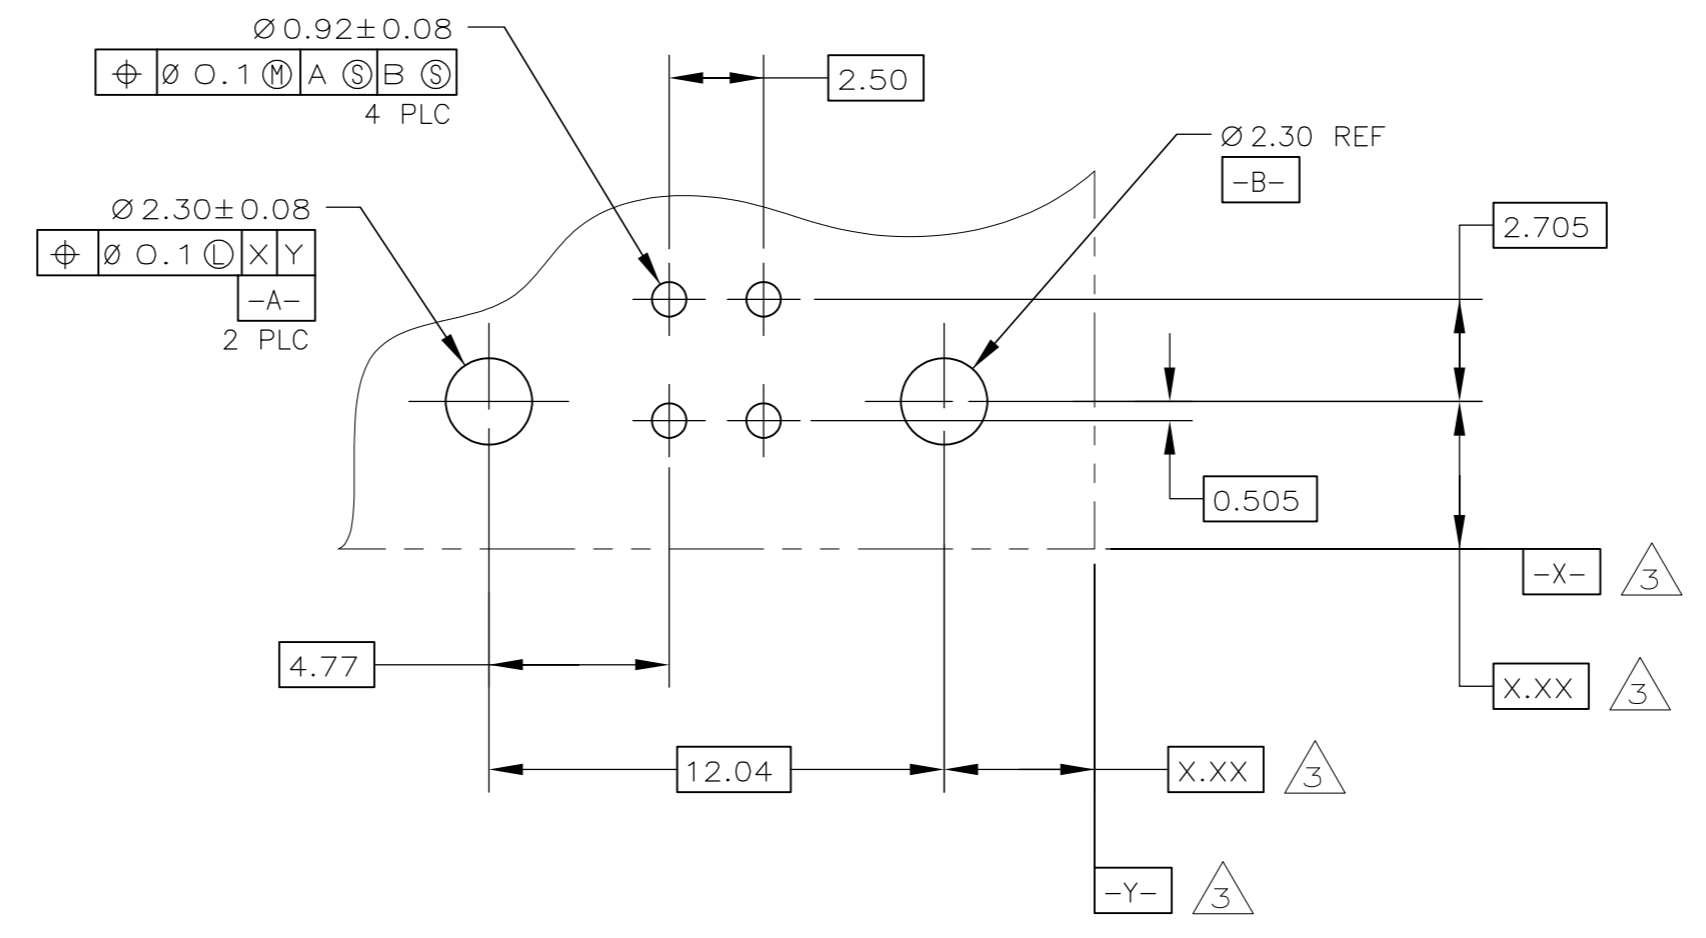 Ø0.92±0.08
⌖ Ø 0.1 Ⓜ A Ⓢ B Ⓢ
4 PLC
2.50
Ø2.30 REF
-B-
Ø2.30±0.08
⌖ Ø 0.1 Ⓛ X Y
-A-
2 PLC
2.705
0.505
-X- 3
4.77
X.XX 3
12.04
X.XX 3
-Y- 3